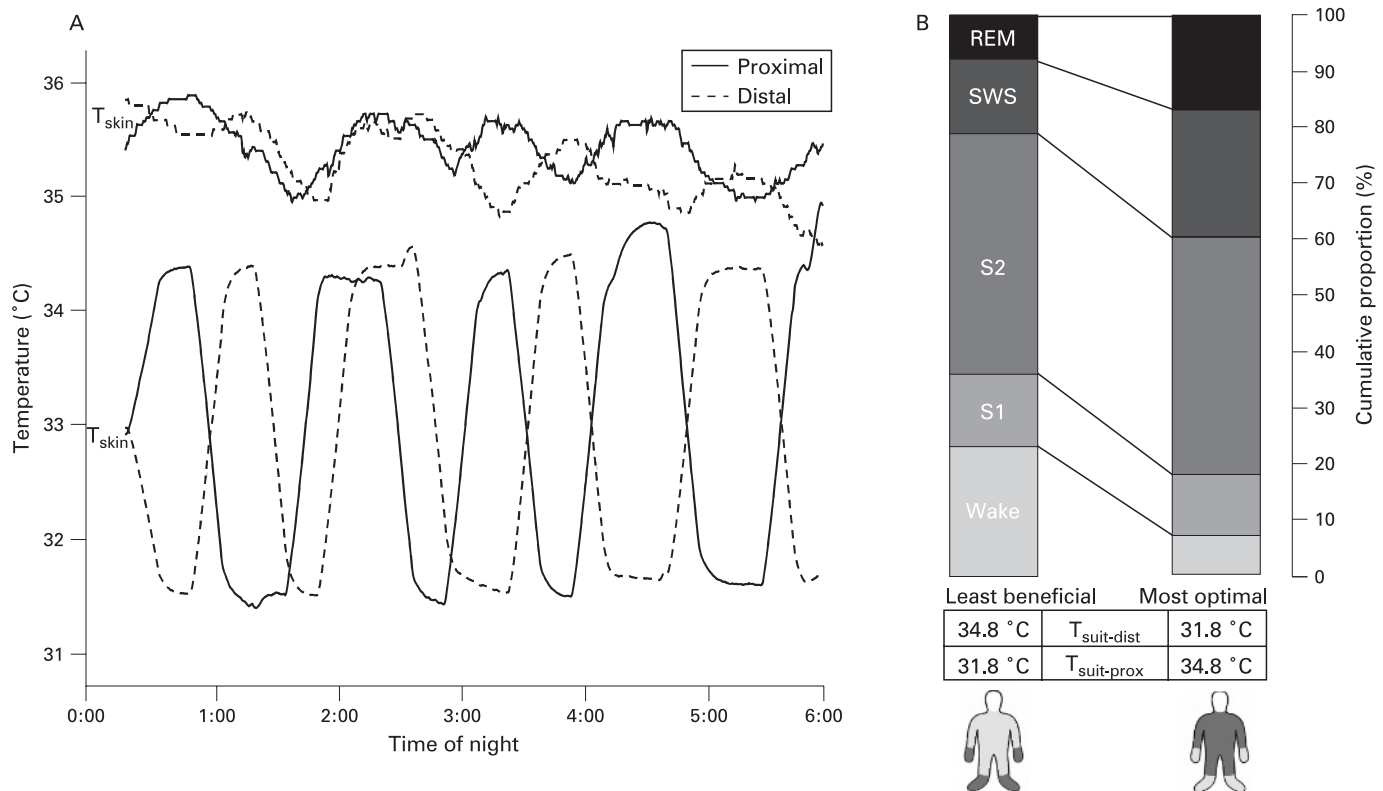 A
Proximal
Distal
36
35
34
33
32
31
T_skin
T_skin
Temperature (˚C)
0:00 1:00 2:00 3:00 4:00 5:00 6:00
Time of night
B
REM
SWS
S2
S1
Wake
100
90
80
70
60
50
40
30
20
10
0
Cumulative proportion (%)
Least beneficial Most optimal
34.8 ˚C T_suit-dist 31.8 ˚C
31.8 ˚C T_suit-prox 34.8 ˚C